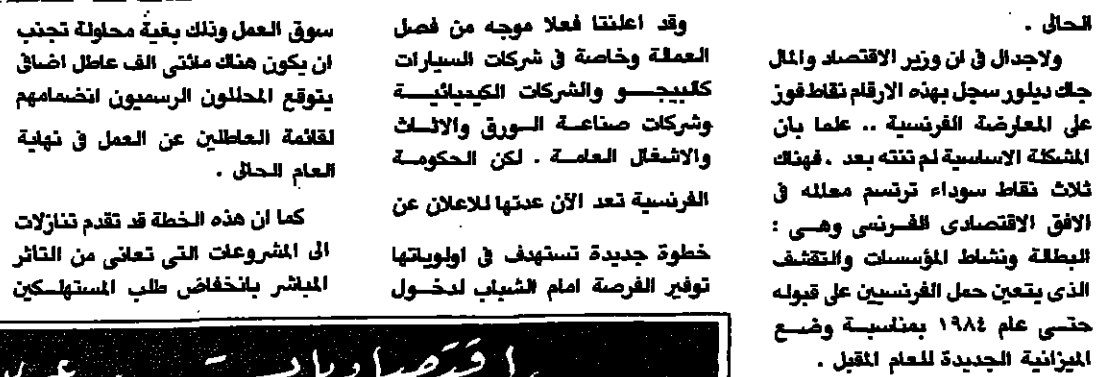 الحالى .
ولاجدال فى ان وزير الاقتصاد والمال
جاك ديلور سجل بهذه الارقام نقاط فوز
على المعارضة الفرنسية .. علما بان
المشكلة الاساسية لم تنته بعد . فهناك
ثلاث نقاط سوداء ترتسم معلله فى
الافق الاقتصادى الفرنسى وهى :
البطالة ونشاط المؤسسات والتقشف
الذى يتعين حمل الفرنسيين على قبوله
حتى عام ١٩٨٤ بمناسبة وضع
الميزانية الجديدة للعام المقبل .
وقد اعلنتا فعلا موجه من فصل
العمالة وخاصة فى شركات السيارات
كالبيجو والشركات الكيميائية
وشركات صناعة الورق والاثاث
والاشغال العامة . لكن الحكومة
الفرنسية تعد الآن عدتها للاعلان عن
خطوة جديدة تستهدف فى اولوياتها
توفير الفرصة امام الشباب لدخول
سوق العمل وذلك بغية محاولة تجنب
ان يكون هناك مائتى الف عاطل اضافى
يتوقع المحللون الرسميون انضمامهم
لقائمة العاطلين عن العمل فى نهاية
العام الحالى .
كما ان هذه الخطة قد تقدم تنازلات
الى المشروعات التى تعانى من التاثر
المباشر بانخفاض طلب المستهلكين